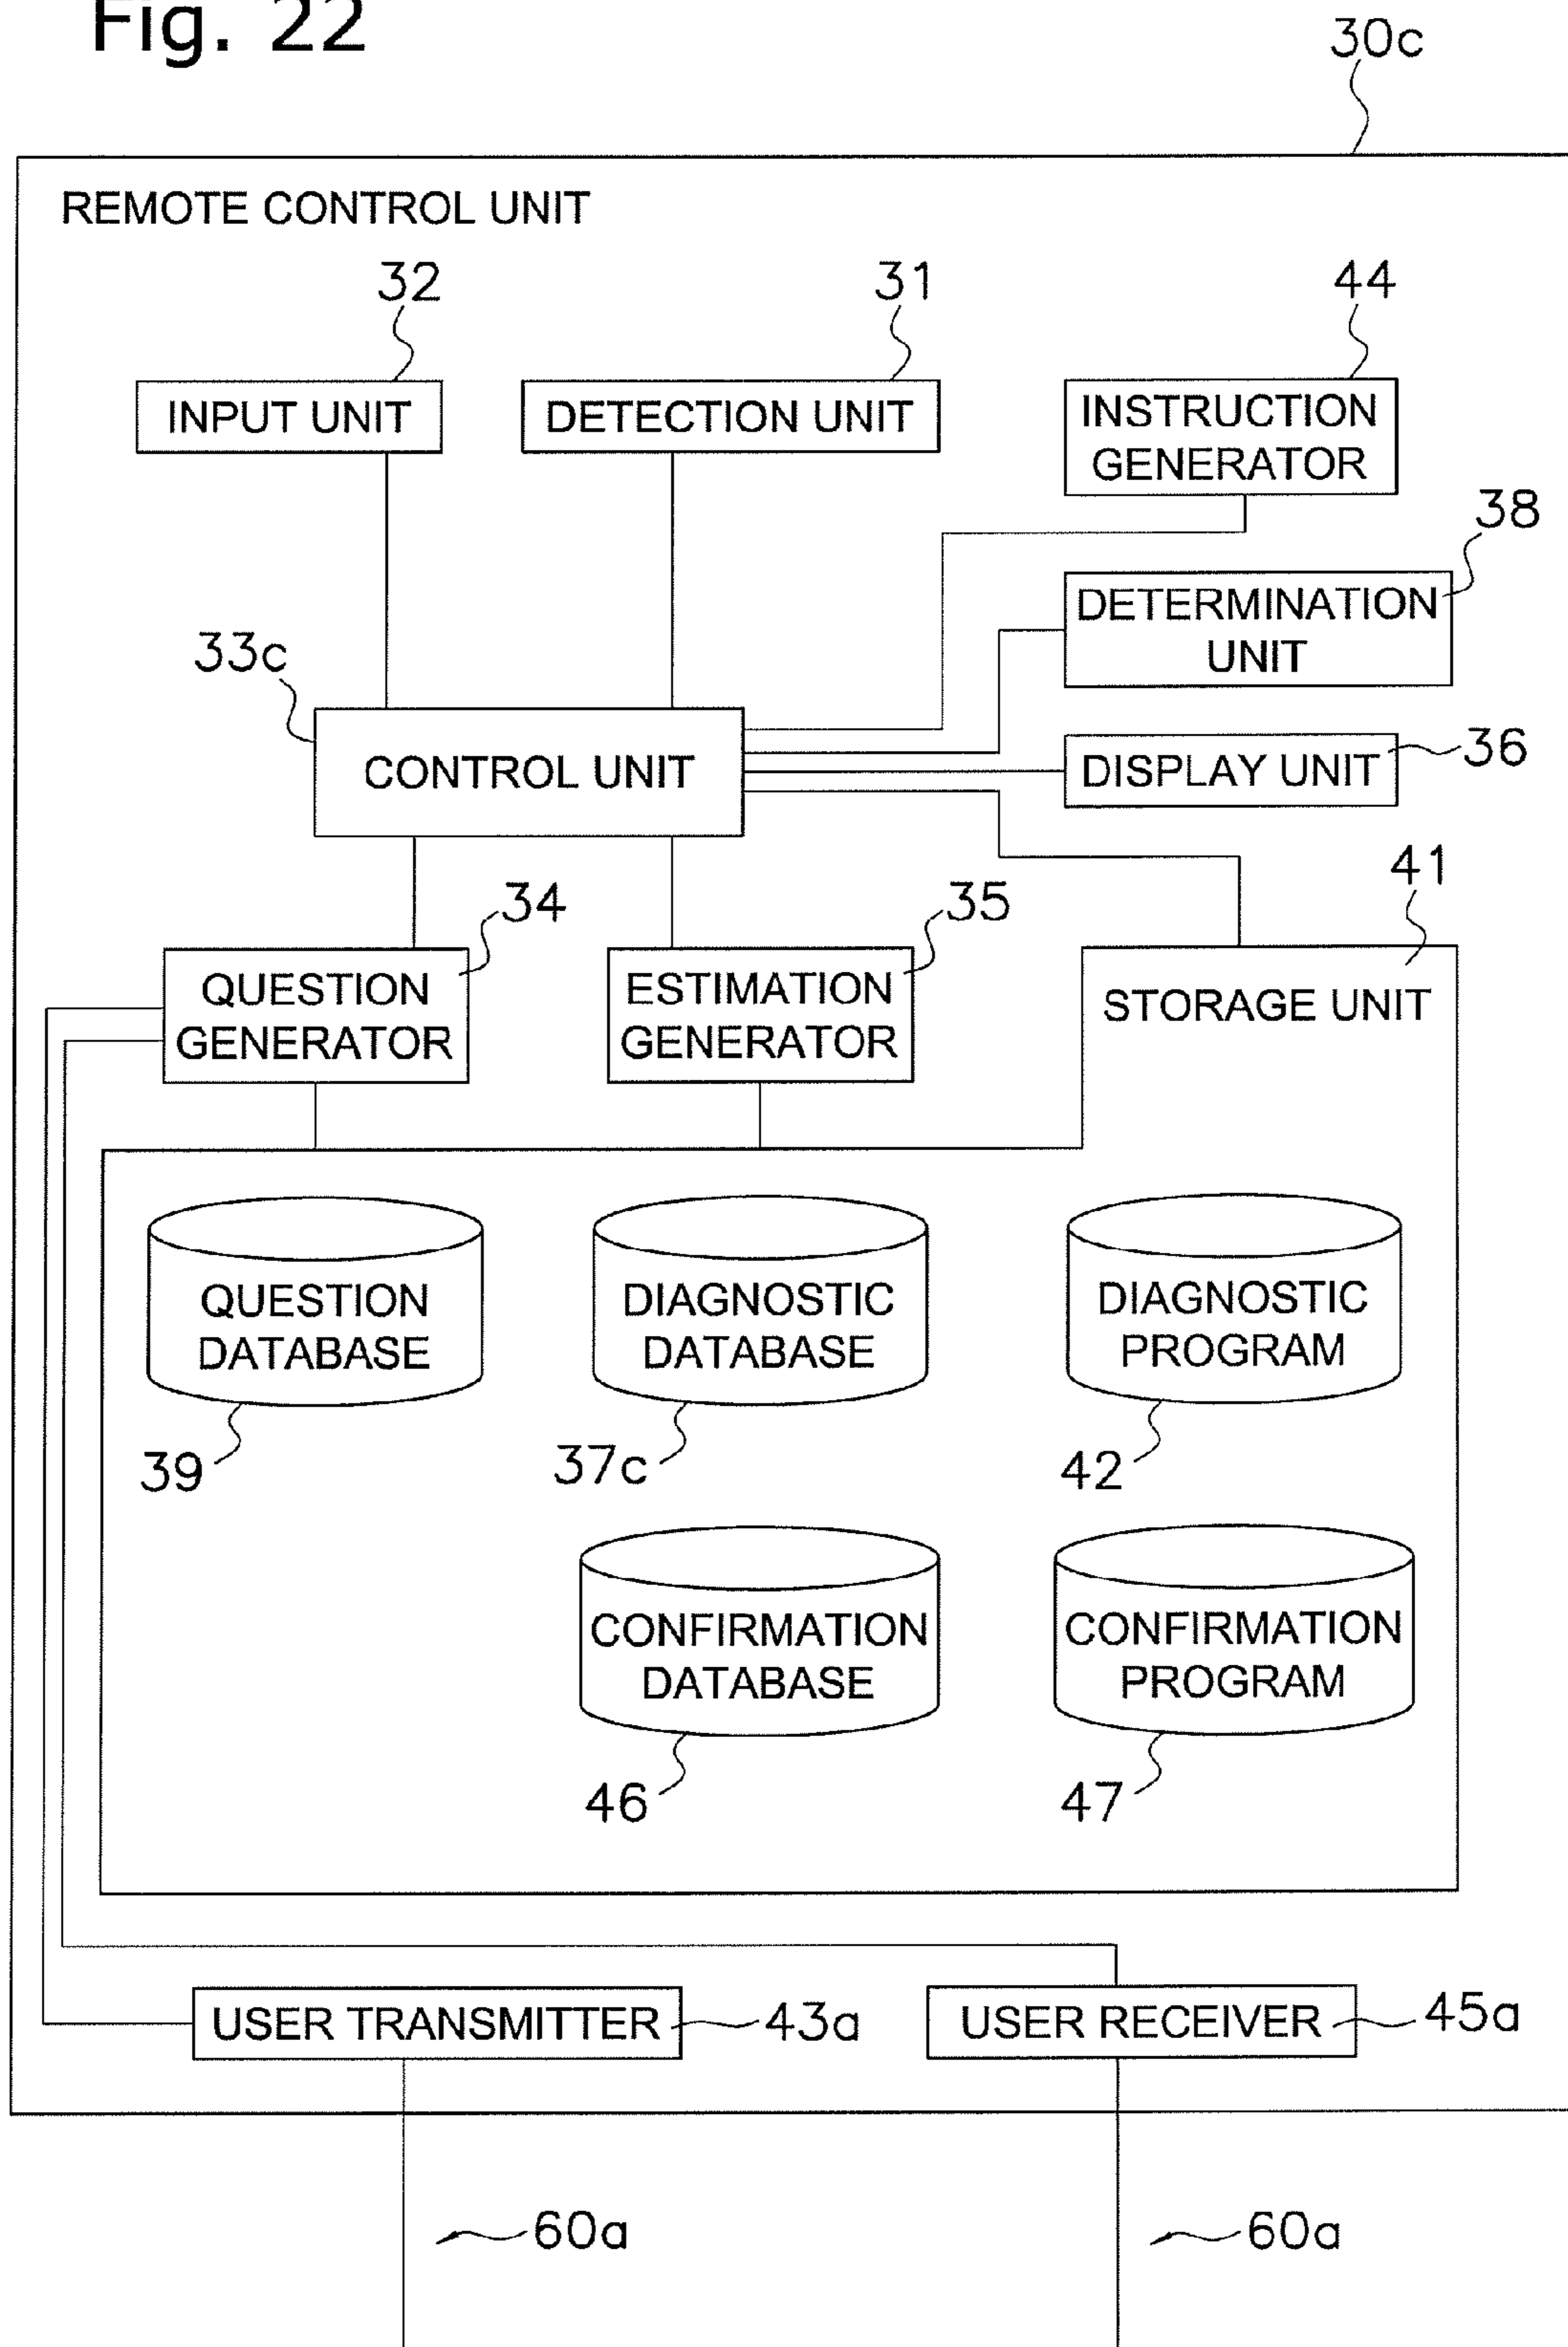 Fig. 22
30c
REMOTE CONTROL UNIT
32
31
44
INPUT UNIT
DETECTION UNIT
INSTRUCTION
GENERATOR
38
DETERMINATION
UNIT
33c
CONTROL UNIT
DISPLAY UNIT
36
41
34
35
QUESTION
GENERATOR
ESTIMATION
GENERATOR
STORAGE UNIT
QUESTION
DATABASE
DIAGNOSTIC
DATABASE
DIAGNOSTIC
PROGRAM
39
37c
42
CONFIRMATION
DATABASE
CONFIRMATION
PROGRAM
46
47
USER TRANSMITTER
43a
USER RECEIVER
45a
60a
60a